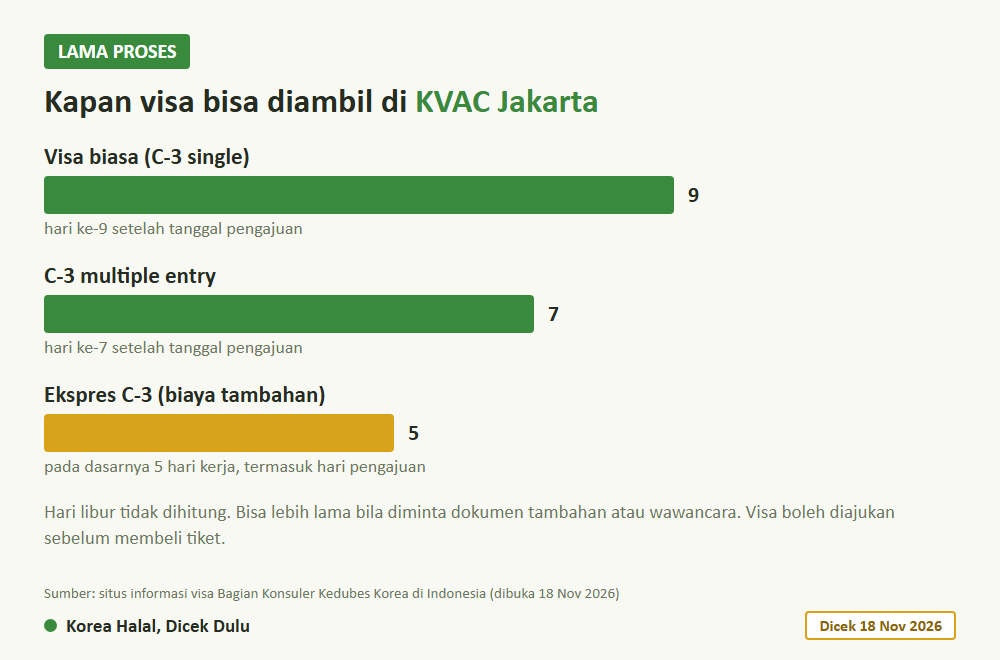 LAMA PROSES
Kapan visa bisa diambil di KVAC Jakarta
Visa biasa (C-3 single)
9
hari ke-9 setelah tanggal pengajuan
C-3 multiple entry
7
hari ke-7 setelah tanggal pengajuan
Ekspres C-3 (biaya tambahan)
5
pada dasarnya 5 hari kerja, termasuk hari pengajuan
Hari libur tidak dihitung. Bisa lebih lama bila diminta dokumen tambahan atau wawancara. Visa boleh diajukan
sebelum membeli tiket.
Sumber: situs informasi visa Bagian Konsuler Kedubes Korea di Indonesia (dibuka 18 Nov 2026)
Korea Halal, Dicek Dulu
Dicek 18 Nov 2026